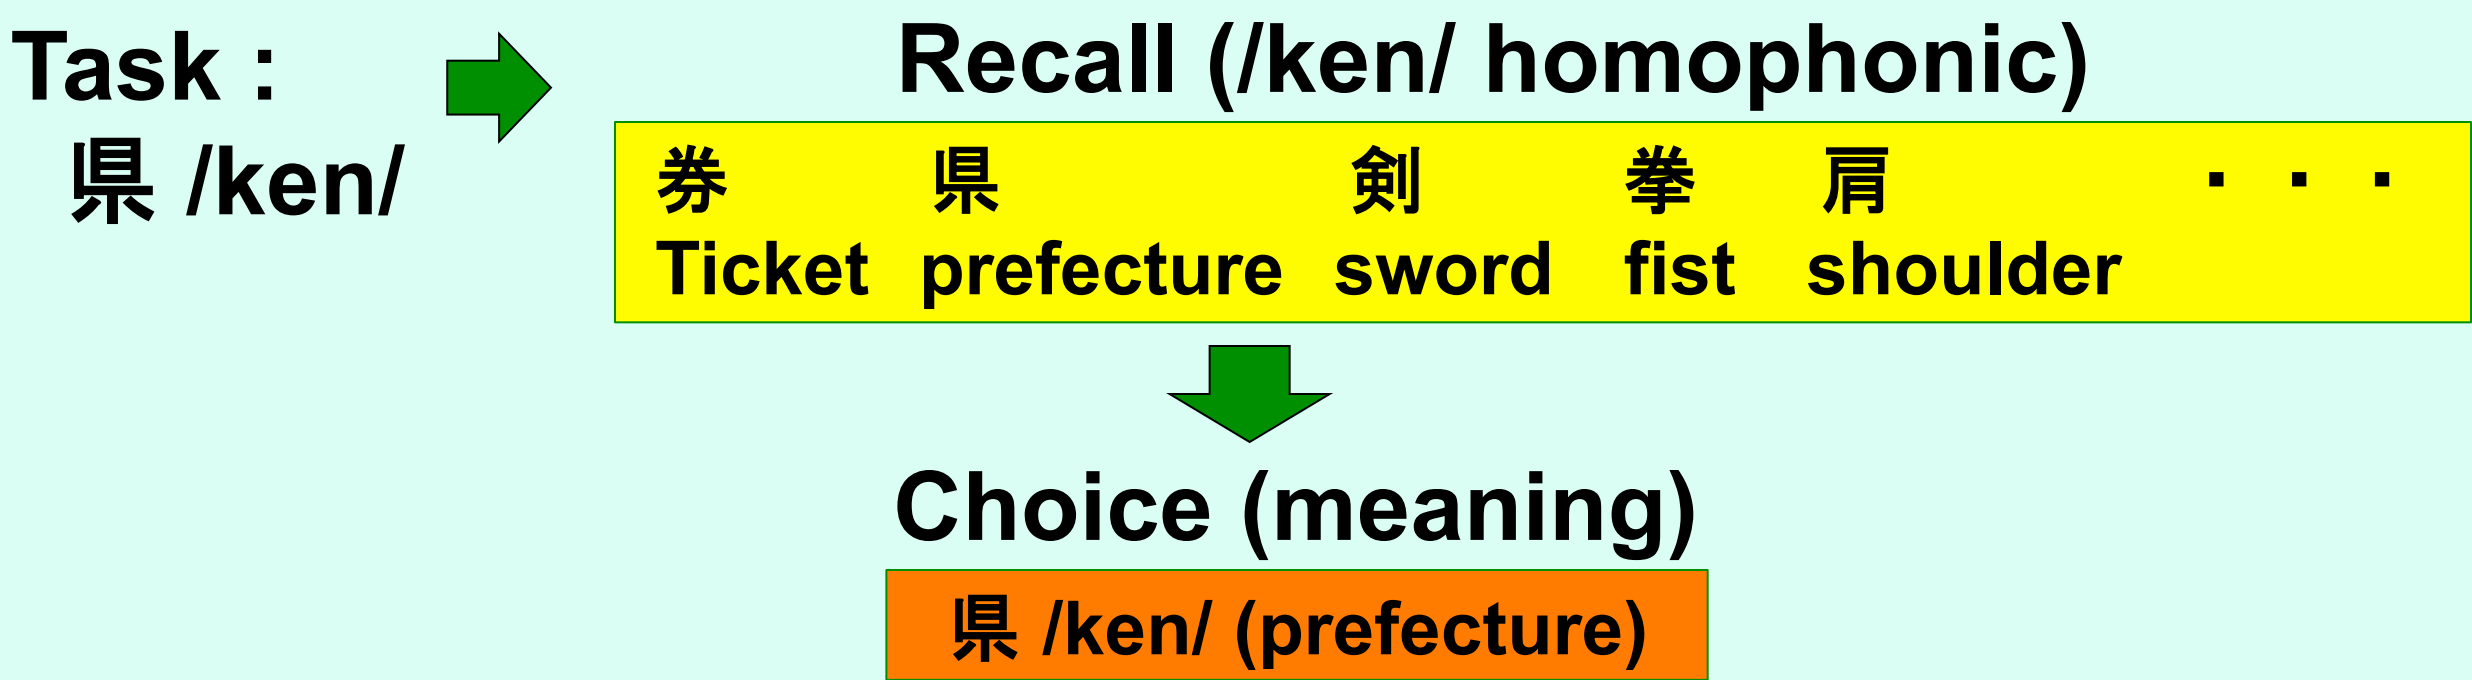 Task :
県 /ken/
Recall (/ken/ homophonic)
券 県 剣 拳 肩 ・・・
Ticket prefecture sword fist shoulder
Choice (meaning)
県 /ken/ (prefecture)